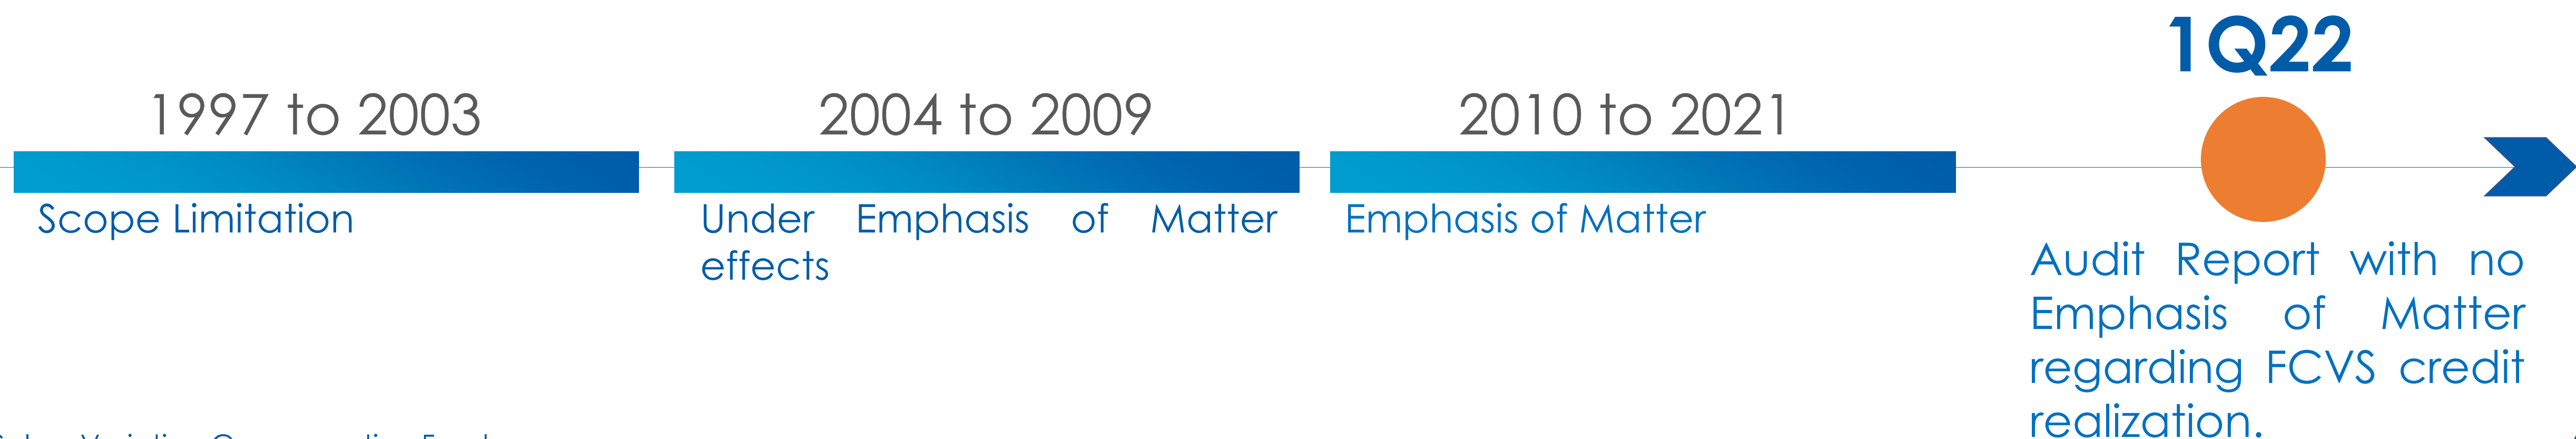 1Q22
1997 to 2003
2004 to 2009
2010 to 2021
Scope Limitation
Under Emphasis of Matter
effects
Emphasis of Matter
Audit Report with no
Emphasis of Matter
regarding FCVS credit
realization.